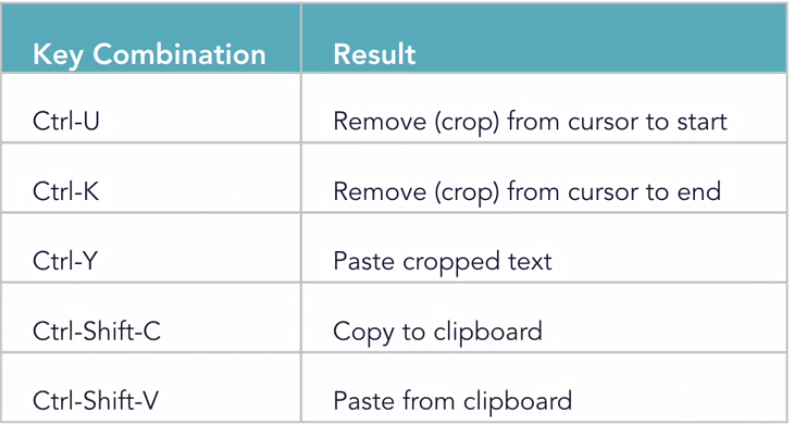 Key Combination Result
Ctrl-U Remove (crop) from cursor to start
Ctrl-K Remove (crop) from cursor to end
Ctrl-Y Paste cropped text
Ctrl-Shift-C Copy to clipboard
Ctrl-Shift-V Paste from clipboard